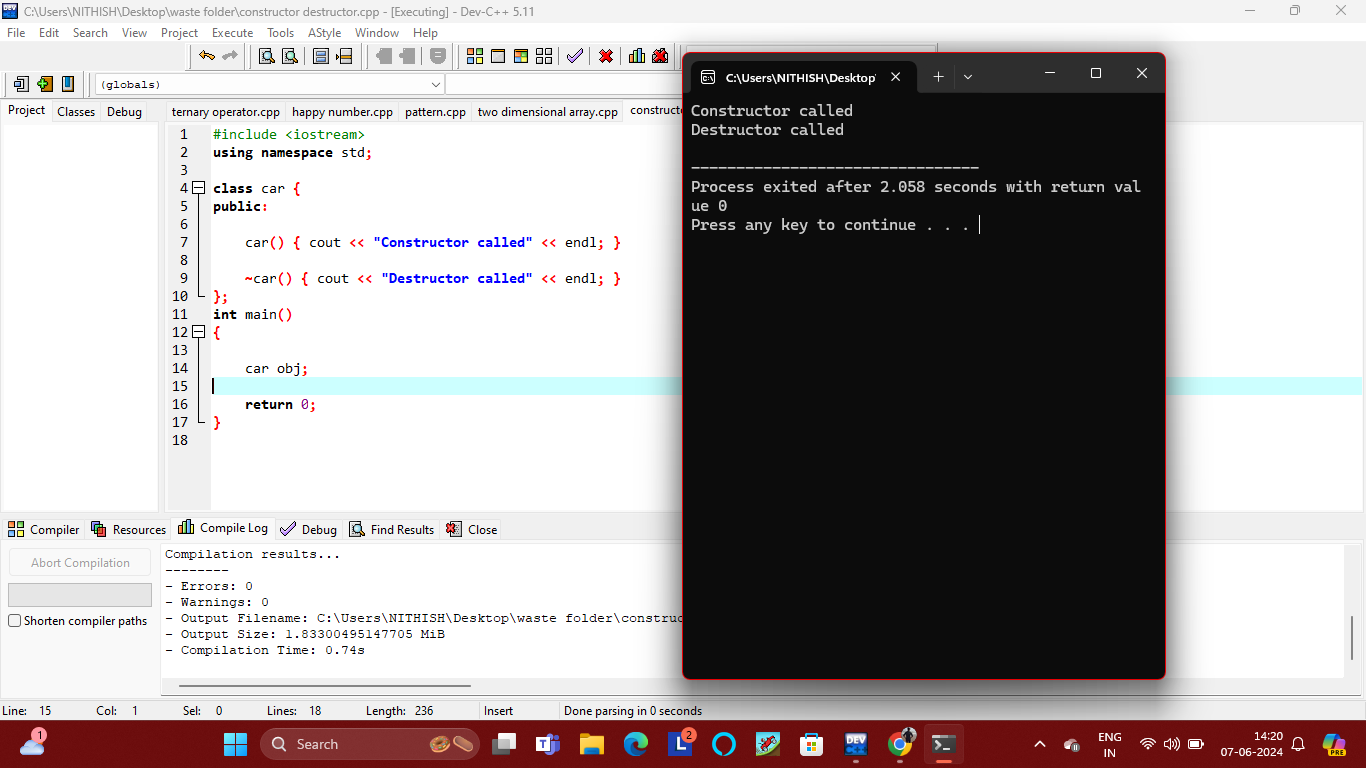 C:\Users\NITHISH\Desktop\waste folder\constructor destructor.cpp - [Executing] - Dev-C++ 5.11
File Edit Search View Project Execute Tools AStyle Window Help
(globals)
Project Classes Debug
ternary operator.cpp happy number.cpp pattern.cpp two dimensional array.cpp constructo
1 #include <iostream>
2 using namespace std;
3
4 class car {
5 public:
6
7 car() { cout << "Constructor called" << endl; }
8
9 ~car() { cout << "Destructor called" << endl; }
10 };
11 int main()
12 {
13
14 car obj;
15
16 return 0;
17 }
18
C:\Users\NITHISH\Desktop\
Constructor called
Destructor called
--------------------------------
Process exited after 2.058 seconds with return val
ue 0
Press any key to continue . . .
Compiler Resources Compile Log Debug Find Results Close
Abort Compilation
Shorten compiler paths
Compilation results...
--------
- Errors: 0
- Warnings: 0
- Output Filename: C:\Users\NITHISH\Desktop\waste folder\construc
- Output Size: 1.83300495147705 MiB
- Compilation Time: 0.74s
Line: 15 Col: 1 Sel: 0 Lines: 18 Length: 236 Insert Done parsing in 0 seconds
1
Search
2
DEV
ENG
IN
14:20
07-06-2024
PRE